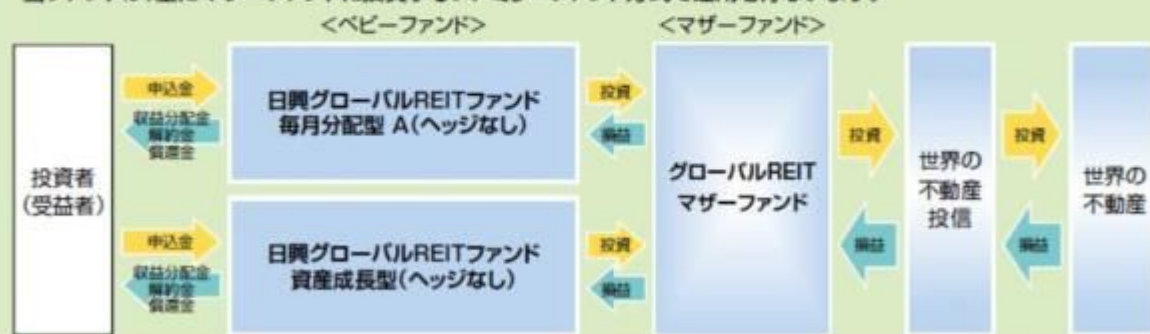 <ベビーファンド>
<マザーファンド>
投資者
(受益者)
申込金
収益分配金
解約金
償還金
日興グローバルREITファンド
毎月分配型 A(ヘッジなし)
投資
損益
申込金
収益分配金
解約金
償還金
日興グローバルREITファンド
資産成長型(ヘッジなし)
投資
損益
グローバルREIT
マザーファンド
投資
損益
世界の
不動産
投信
投資
損益
世界の
不動産